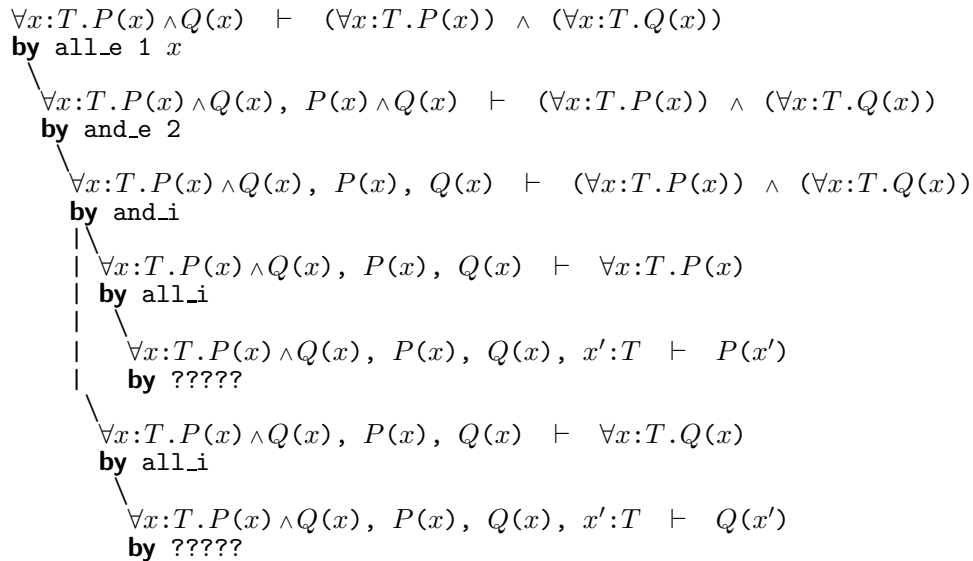 ∀x:T.P(x)∧Q(x) ⊢ (∀x:T.P(x)) ∧ (∀x:T.Q(x))
by all_e 1 x
∀x:T.P(x)∧Q(x), P(x)∧Q(x) ⊢ (∀x:T.P(x)) ∧ (∀x:T.Q(x))
by and_e 2
∀x:T.P(x)∧Q(x), P(x), Q(x) ⊢ (∀x:T.P(x)) ∧ (∀x:T.Q(x))
by and_i
∀x:T.P(x)∧Q(x), P(x), Q(x) ⊢ ∀x:T.P(x)
by all_i
∀x:T.P(x)∧Q(x), P(x), Q(x), x′:T ⊢ P(x′)
by ?????
∀x:T.P(x)∧Q(x), P(x), Q(x) ⊢ ∀x:T.Q(x)
by all_i
∀x:T.P(x)∧Q(x), P(x), Q(x), x′:T ⊢ Q(x′)
by ?????